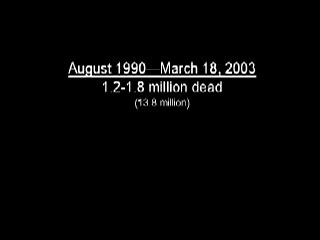 August 1990—March 18, 2003
1.2-1.8 million dead
(13.8 million)